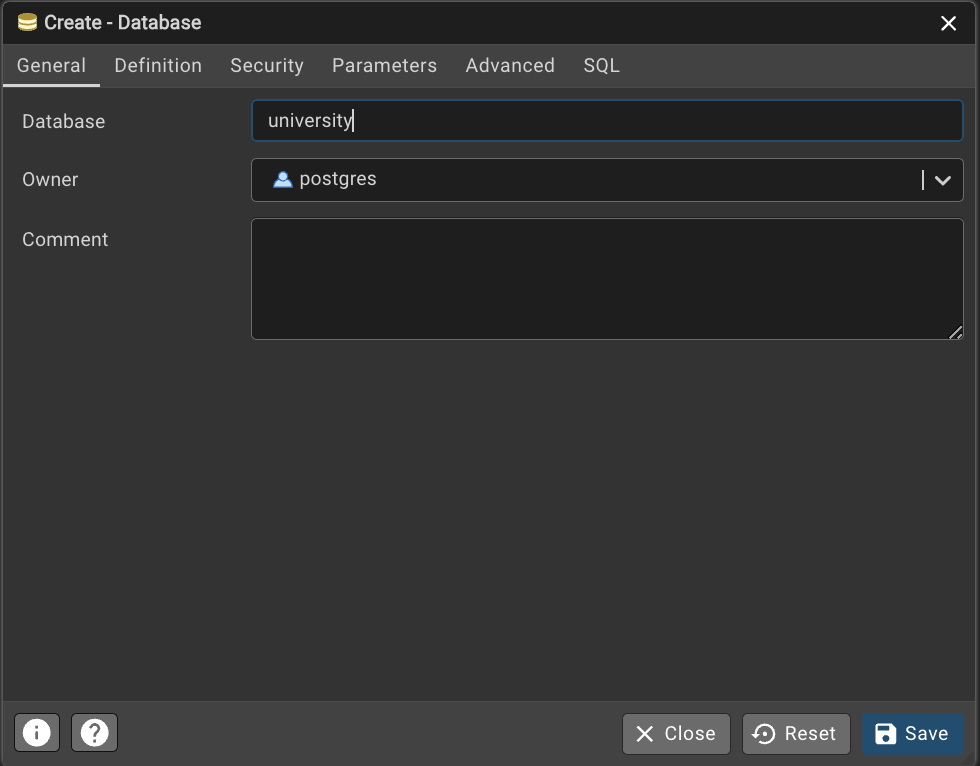 Create - Database
General Definition Security Parameters Advanced SQL
Database university
Owner postgres
Comment
Close Reset Save